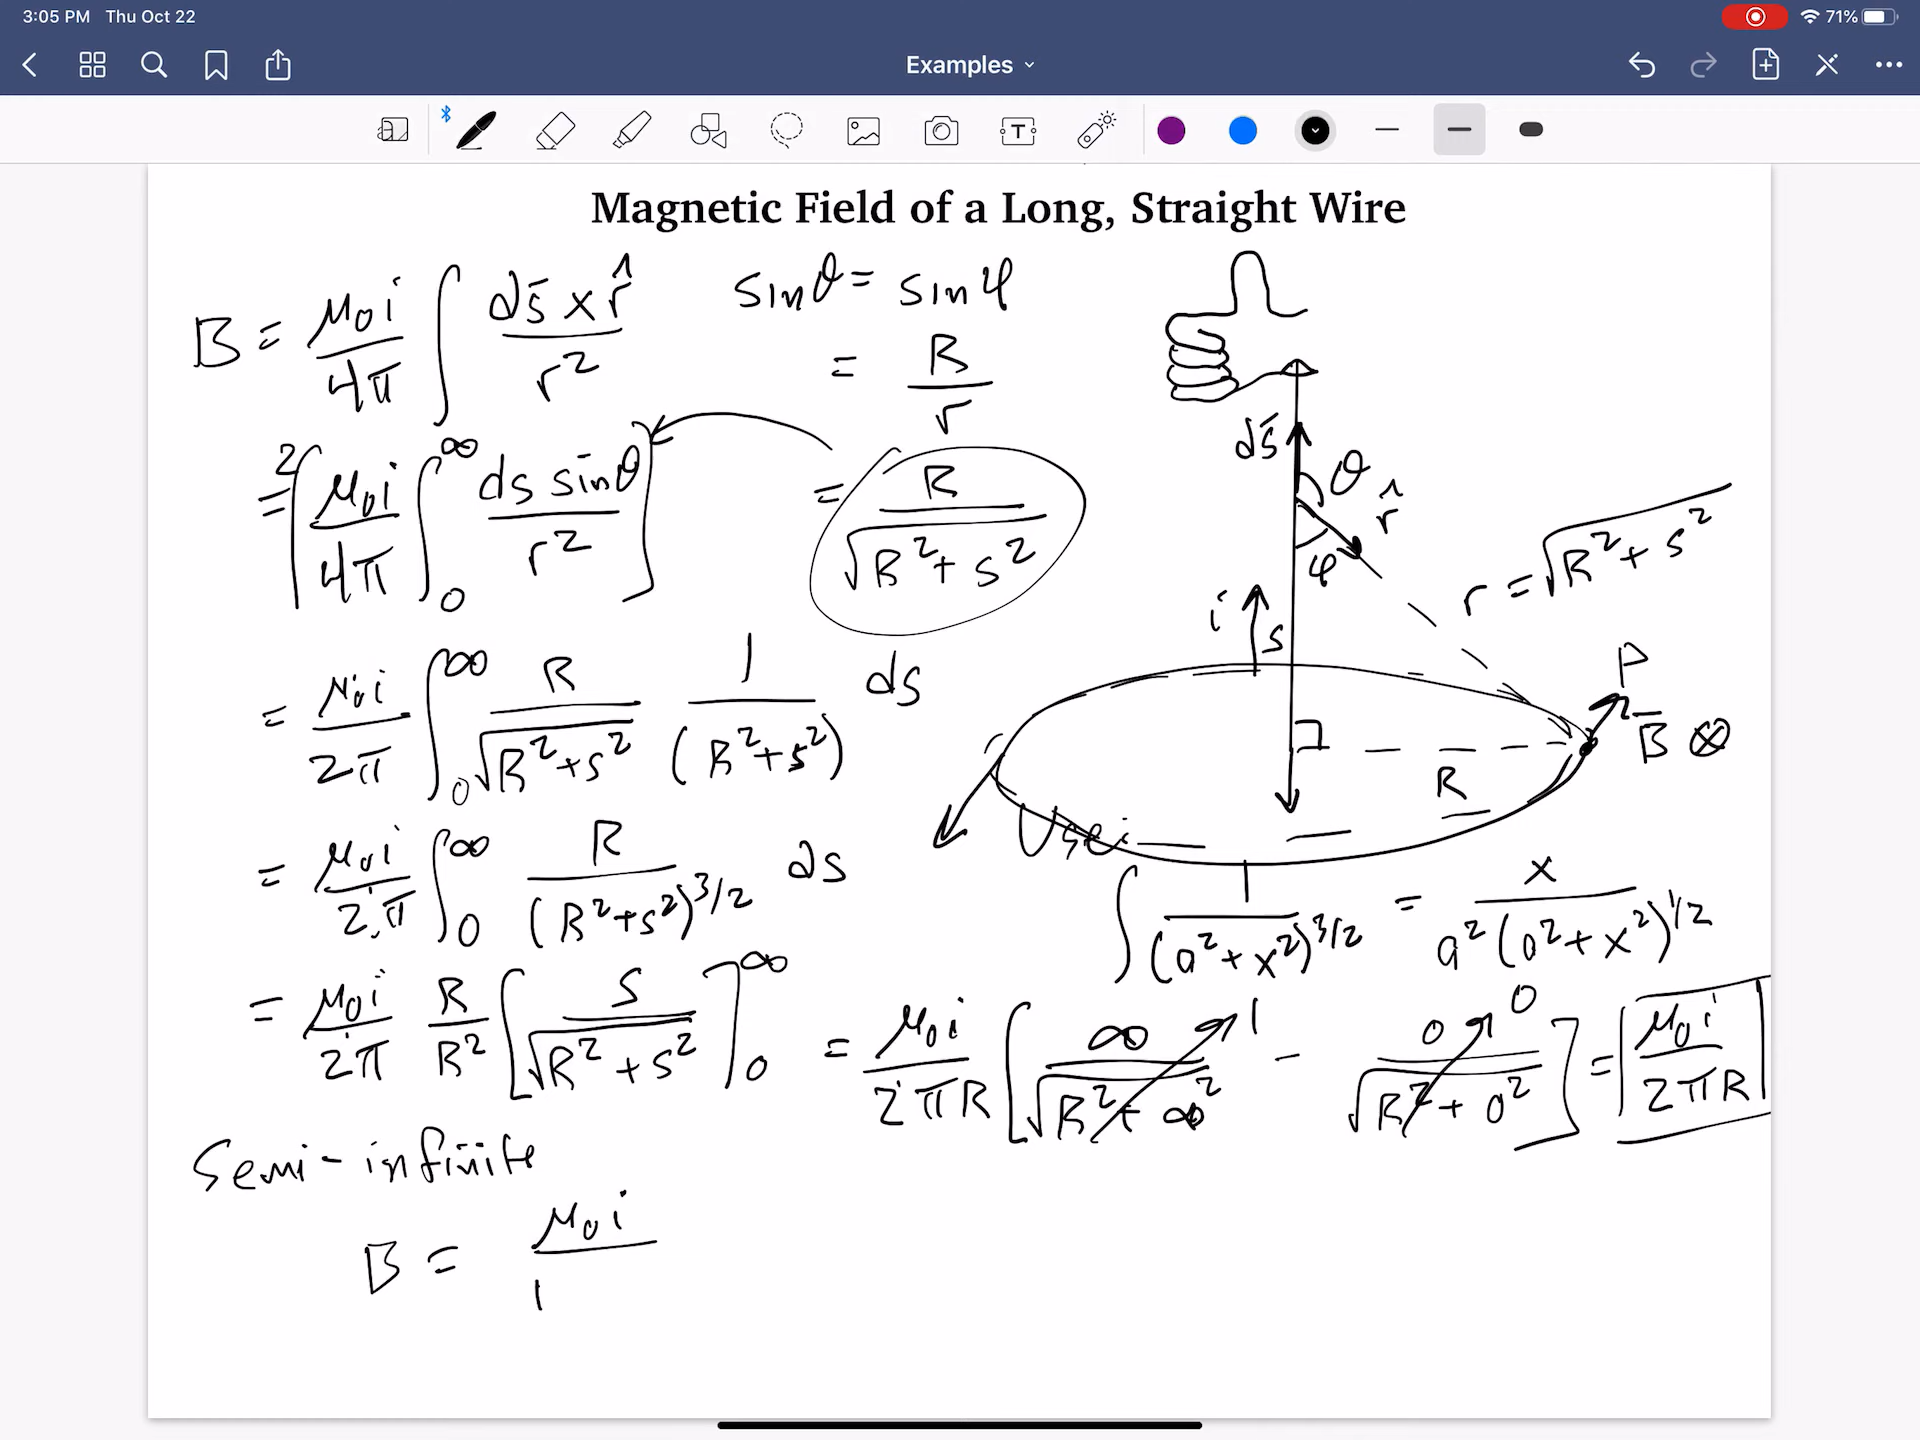 3:05 PM Thu Oct 22
71%
Examples
T
Magnetic Field of a Long, Straight Wire
B = μ₀i/4π ∫ ds̄ × r̂ / r²
sinθ = sinφ
= R/r
= 2[μ₀i/4π ∫₀^∞ ds sinθ / r²]
= R/√(R²+s²)
ds̄
θ
r̂
φ
r = √(R²+s²)
i
s
P
B̄ ⊗
R
= μ₀i/2π ∫₀^∞ R/√(R²+s²) 1/(R²+s²) ds
Use:
= μ₀i/2π ∫₀^∞ R/(R²+s²)^3/2 ds
∫ 1/(a²+x²)^3/2 = x/a²(a²+x²)^1/2
= μ₀i/2π R/R² [s/√(R²+s²)]₀^∞ = μ₀i/2πR [∞/√(R²+∞²) → 1 − 0/√(R²+0²) → 0] = μ₀i/2πR
Semi-infinite
B = μ₀i